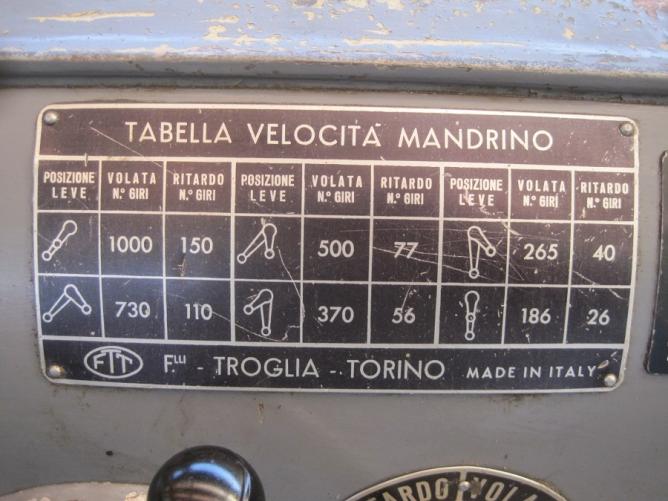 TABELLA VELOCITÀ MANDRINO
POSIZIONE LEVE VOLATA N.° GIRI RITARDO N.° GIRI POSIZIONE LEVE VOLATA N.° GIRI RITARDO N.° GIRI POSIZIONE LEVE VOLATA N.° GIRI RITARDO N.° GIRI
1000 150 500 77 265 40
730 110 370 56 186 26
FTT F.LLI - TROGLIA - TORINO MADE IN ITALY